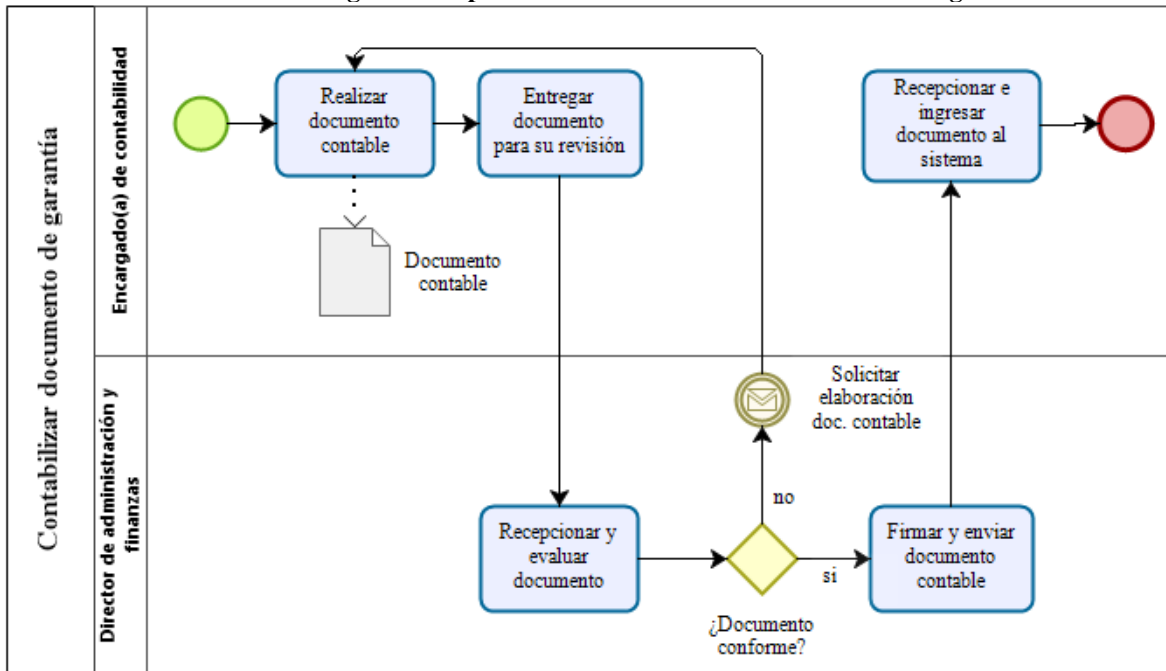 Contabilizar documento de garantía
Encargado(a) de contabilidad
Realizar
documento
contable
Entregar
documento
para su revisión
Recepcionar e
ingresar
documento al
sistema
Documento
contable
Director de administración y
finanzas
Solicitar
elaboración
doc. contable
no
Recepcionar y
evaluar
documento
si
Firmar y enviar
documento
contable
¿Documento
conforme?